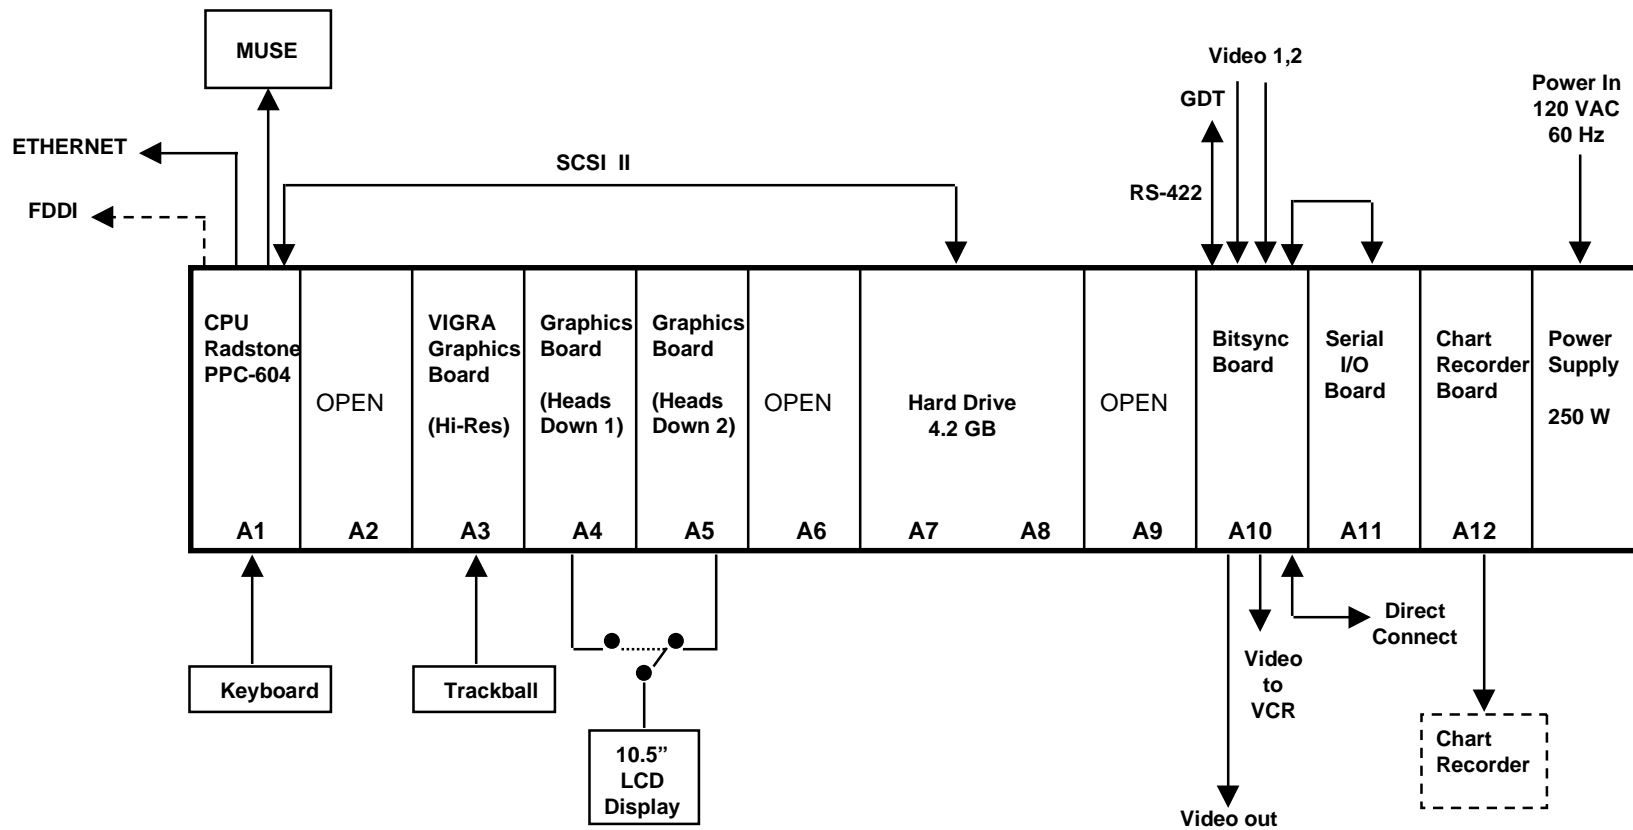 MUSE
Video 1,2
Power In
120 VAC
60 Hz
GDT
ETHERNET
SCSI II
RS-422
FDDI
CPU
Radstone
PPC-604
A1
OPEN
A2
VIGRA
Graphics
Board
(Hi-Res)
A3
Graphics
Board
(Heads
Down 1)
A4
Graphics
Board
(Heads
Down 2)
A5
OPEN
A6
Hard Drive
4.2 GB
A7
A8
OPEN
A9
Bitsync
Board
A10
Serial
I/O
Board
A11
Chart
Recorder
Board
A12
Power
Supply
250 W
Keyboard
Trackball
10.5”
LCD
Display
Video
to
VCR
Direct
Connect
Chart
Recorder
Video out